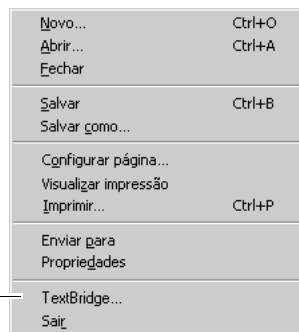 Novo... Ctrl+O
Abrir... Ctrl+A
Fechar
Salvar Ctrl+B
Salvar como...
Configurar página...
Visualizar impressão
Imprimir... Ctrl+P
Enviar para
Propriedades
TextBridge...
Sair